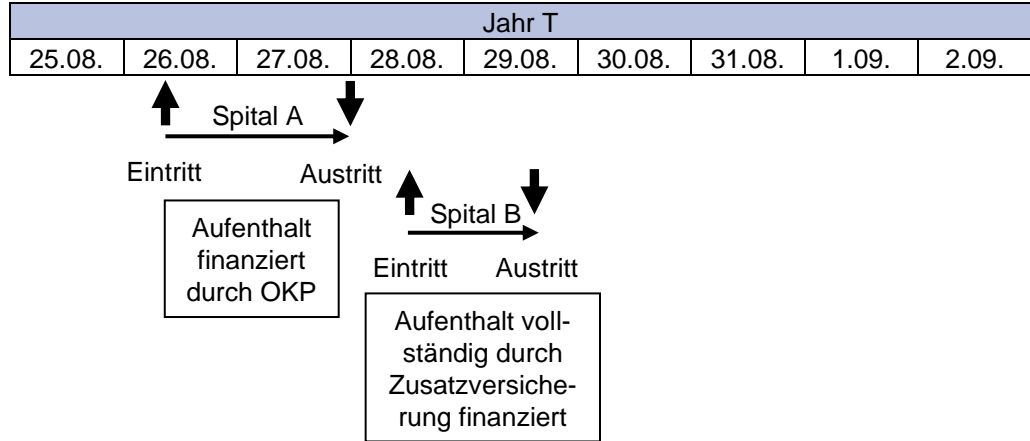 Jahr T
25.08. 26.08. 27.08. 28.08. 29.08. 30.08. 31.08. 1.09. 2.09.
Spital A
Eintritt Austritt
Aufenthalt
finanziert
durch OKP
Spital B
Eintritt Austritt
Aufenthalt voll-
ständig durch
Zusatzversiche-
rung finanziert